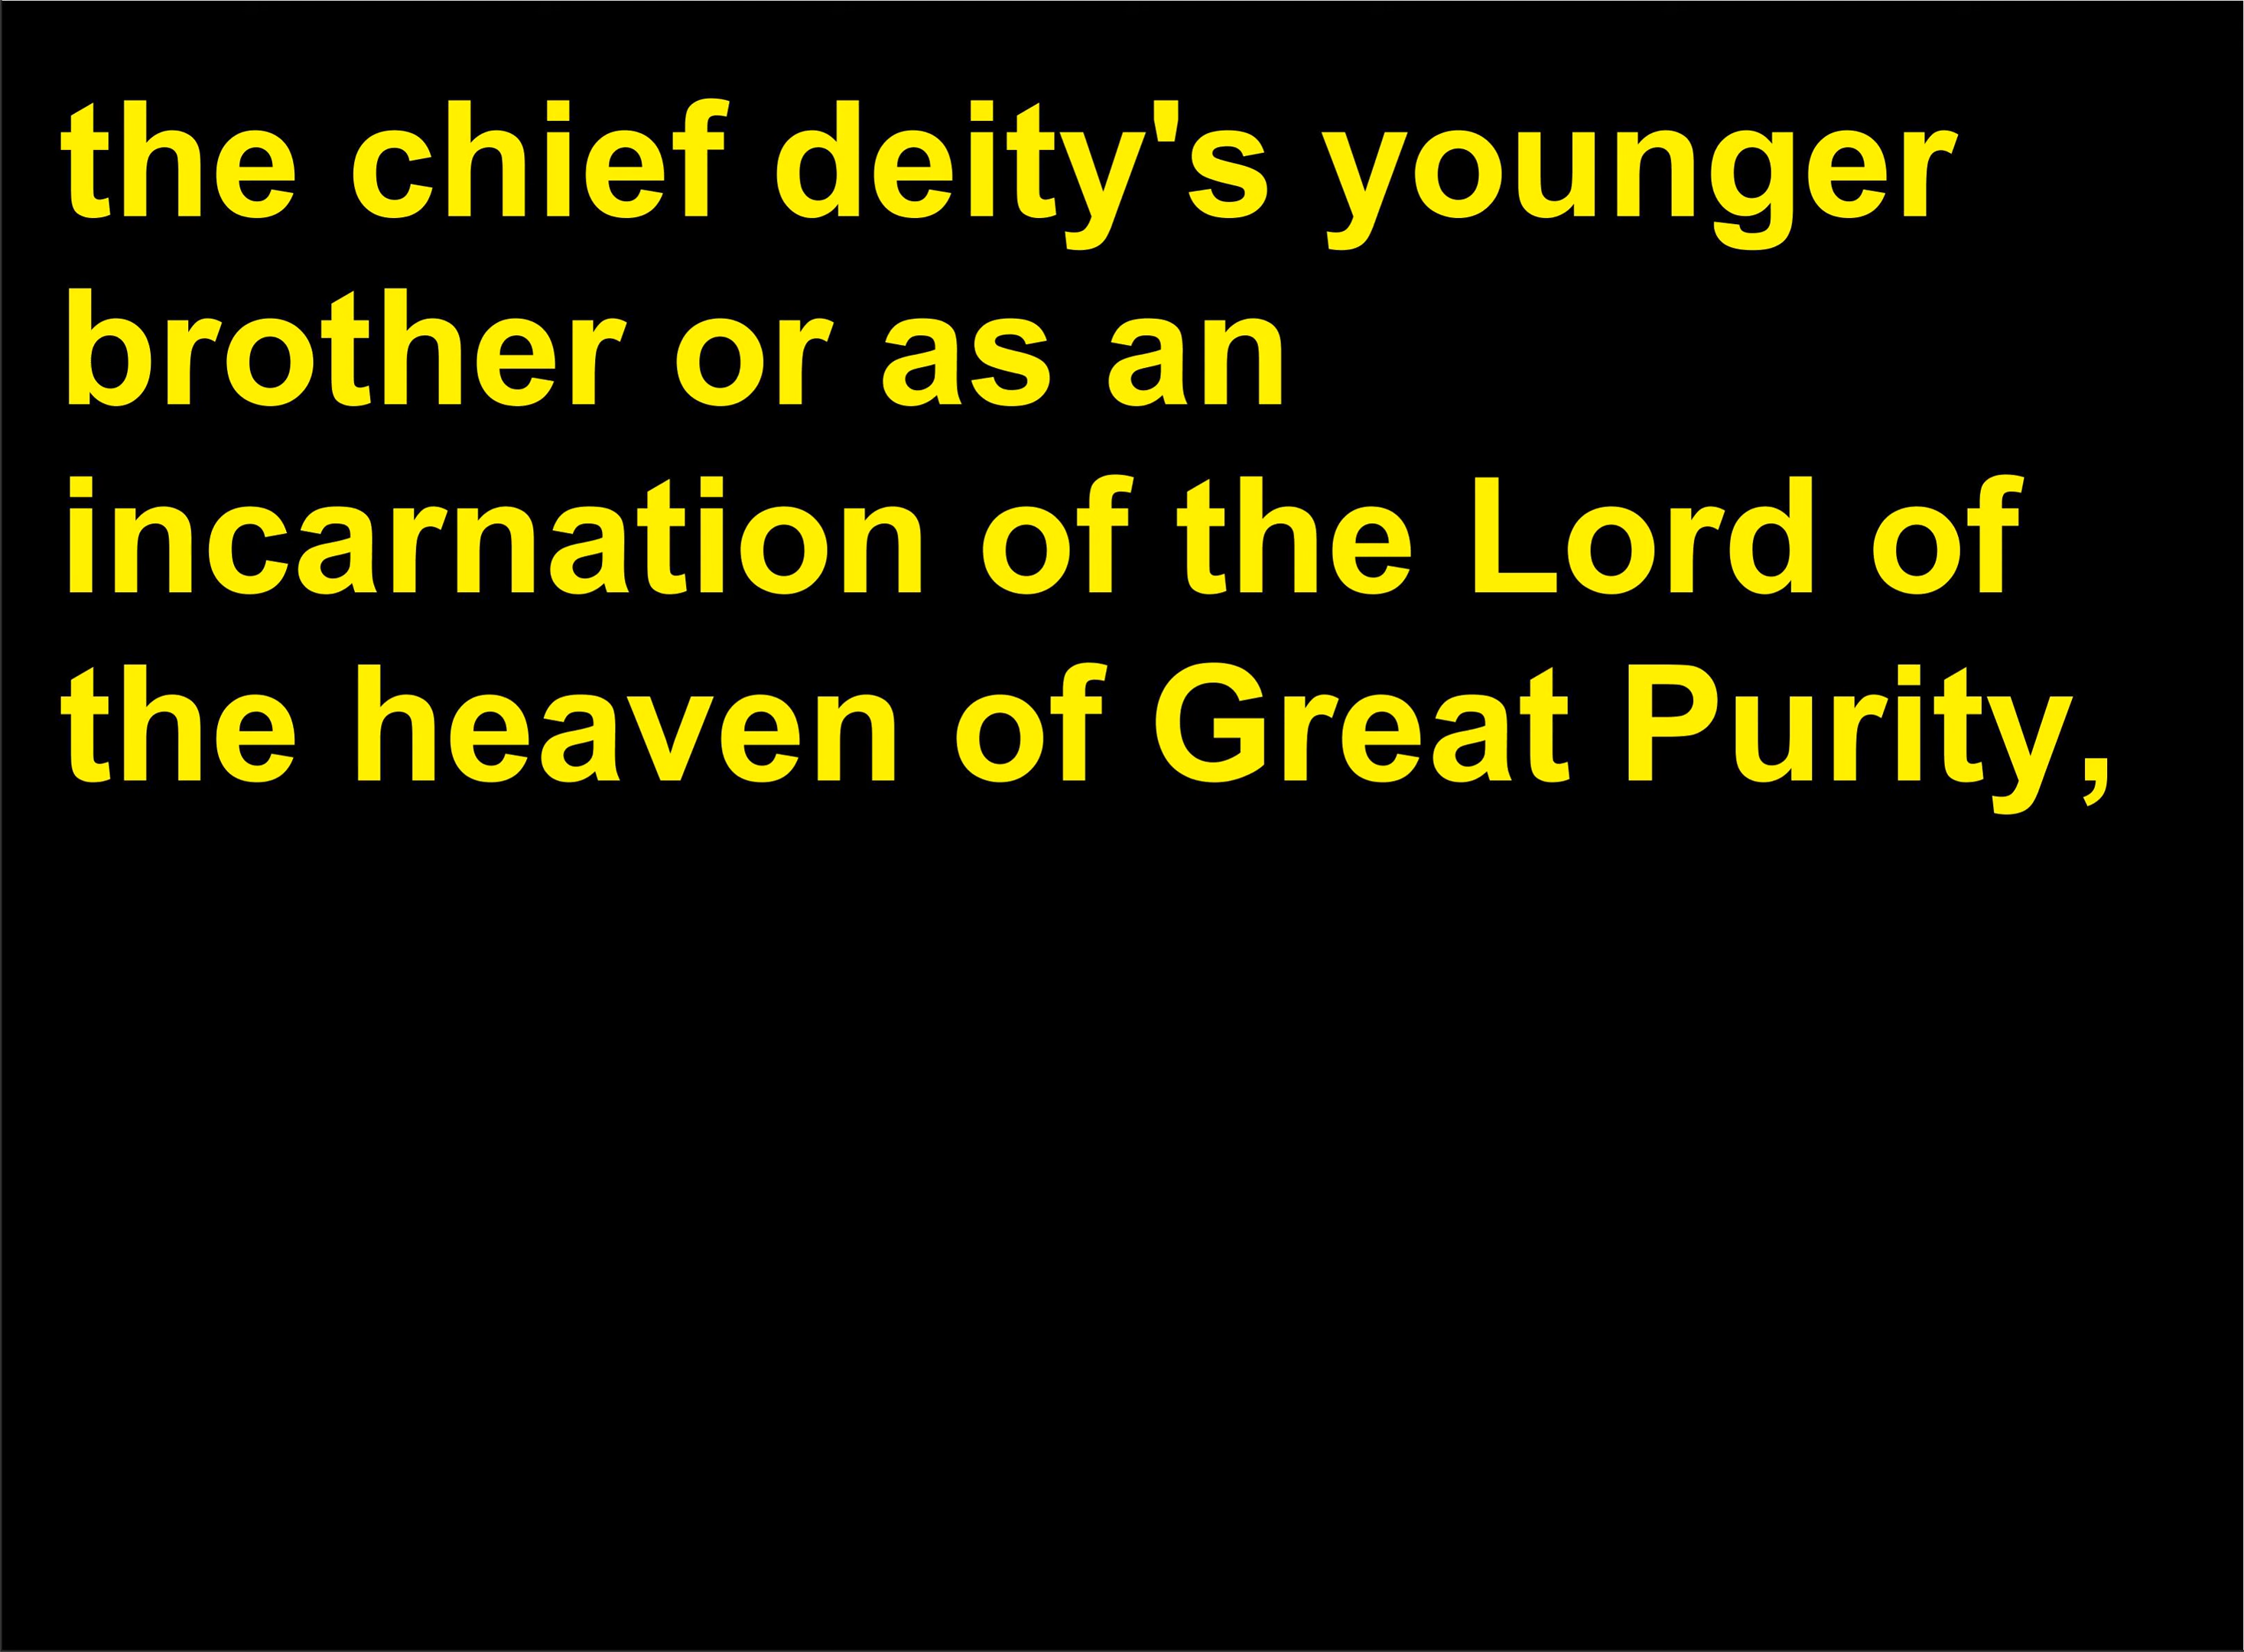 the chief deity's younger
brother or as an
incarnation of the Lord of
the heaven of Great Purity,